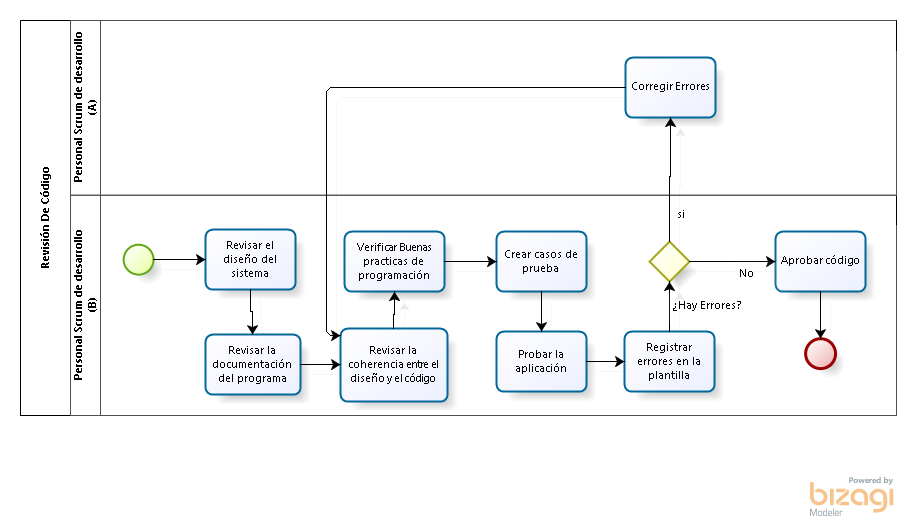 Revisión De Código
Personal Scrum de desarrollo
(A)
Corregir Errores
si
Personal Scrum de desarrollo
(B)
Revisar el
diseño del
sistema
Revisar la
documentación
del programa
Verificar Buenas
practicas de
programación
Revisar la
coherencia entre el
diseño y el código
Crear casos de
prueba
Probar la
aplicación
Registrar
errores en la
plantilla
¿Hay Errores?
No
Aprobar código
Powered by
bizagi
Modeler